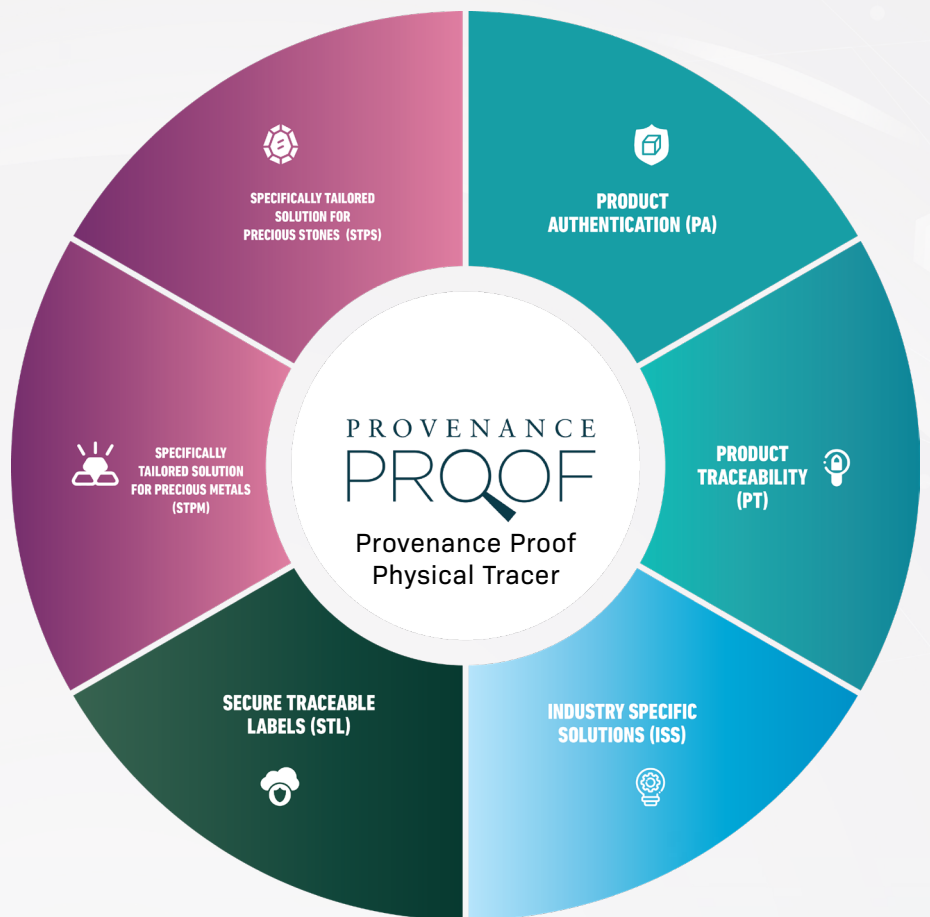 SPECIFICALLY TAILORED
SOLUTION FOR
PRECIOUS STONES (STPS)
PRODUCT
AUTHENTICATION (PA)
SPECIFICALLY
TAILORED SOLUTION
FOR PRECIOUS METALS
(STPM)
PROVENANCE
PROOF
Provenance Proof
Physical Tracer
PRODUCT
TRACEABILITY
(PT)
SECURE TRACEABLE
LABELS (STL)
INDUSTRY SPECIFIC
SOLUTIONS (ISS)